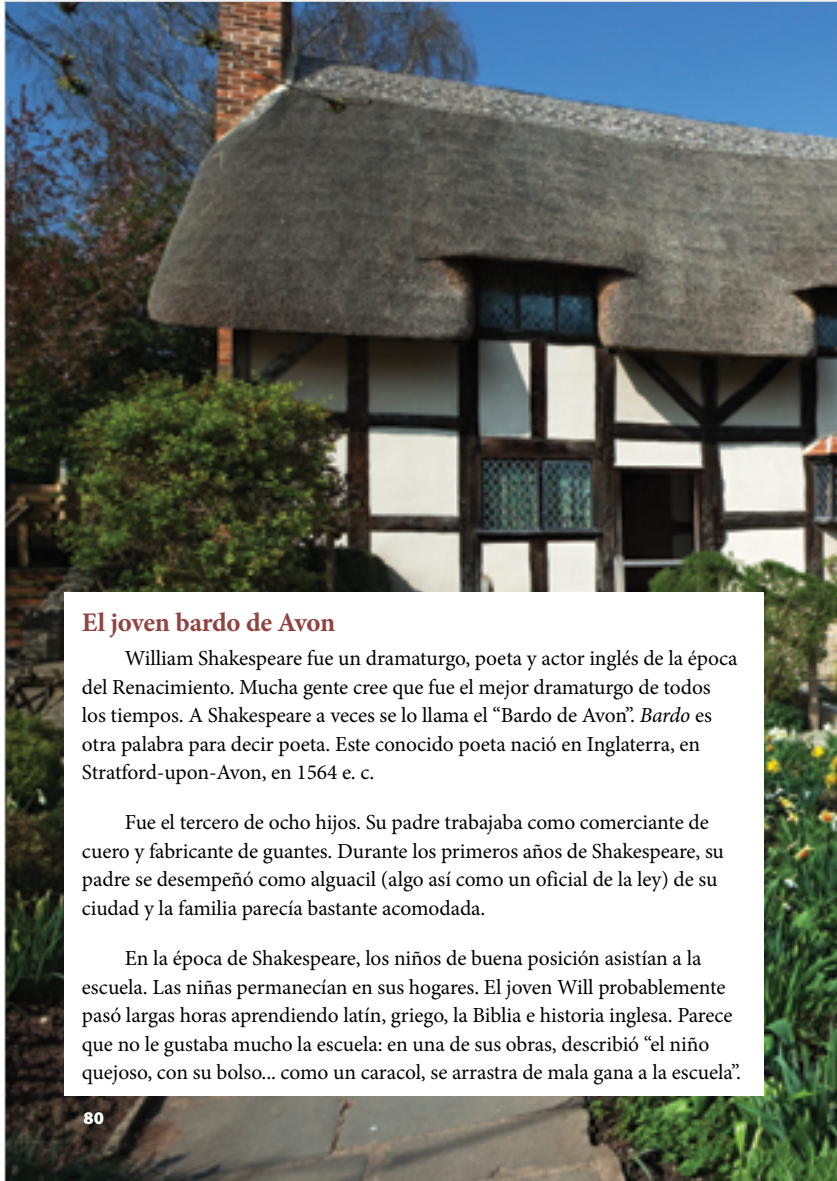 El joven bardo de Avon
William Shakespeare fue un dramaturgo, poeta y actor inglés de la época
del Renacimiento. Mucha gente cree que fue el mejor dramaturgo de todos
los tiempos. A Shakespeare a veces se lo llama el “Bardo de Avon”. Bardo es
otra palabra para decir poeta. Este conocido poeta nació en Inglaterra, en
Stratford-upon-Avon, en 1564 e. c.
Fue el tercero de ocho hijos. Su padre trabajaba como comerciante de
cuero y fabricante de guantes. Durante los primeros años de Shakespeare, su
padre se desempeñó como alguacil (algo así como un oficial de la ley) de su
ciudad y la familia parecía bastante acomodada.
En la época de Shakespeare, los niños de buena posición asistían a la
escuela. Las niñas permanecían en sus hogares. El joven Will probablemente
pasó largas horas aprendiendo latín, griego, la Biblia e historia inglesa. Parece
que no le gustaba mucho la escuela: en una de sus obras, describió “el niño
quejoso, con su bolso... como un caracol, se arrastra de mala gana a la escuela”.
80